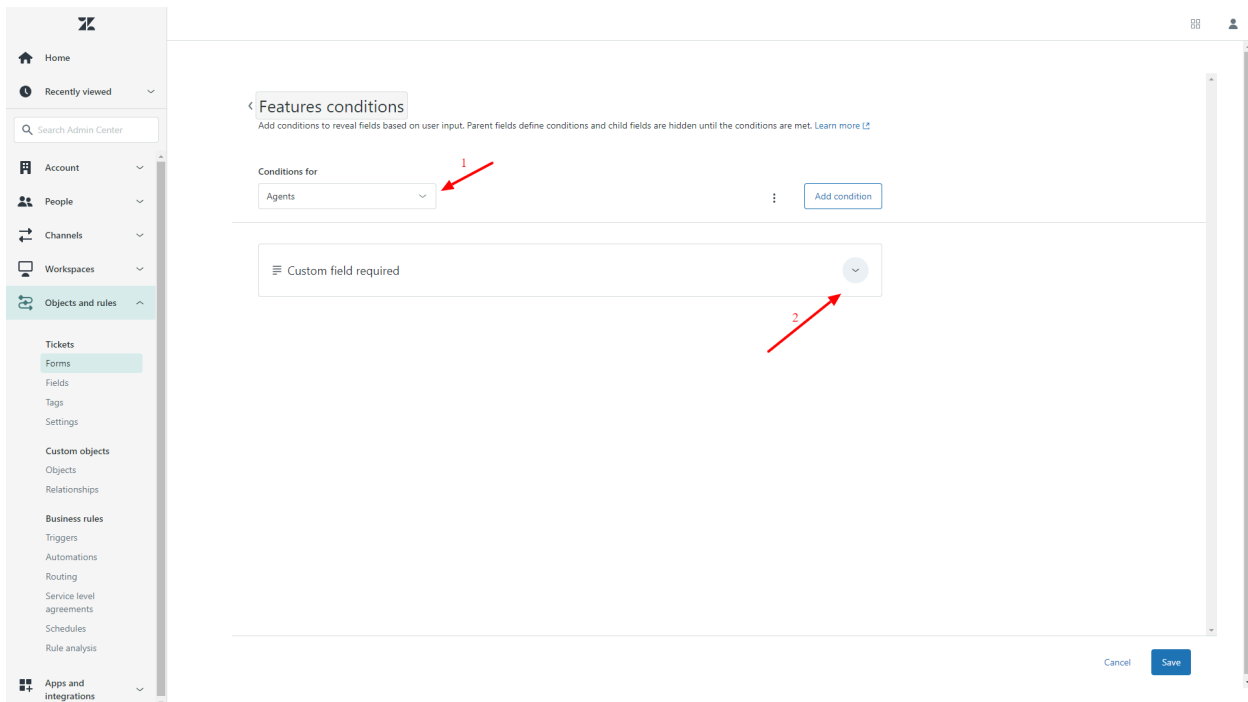 Home
Recently viewed
Search Admin Center
Account
People
Channels
Workspaces
Objects and rules
Tickets
Forms
Fields
Tags
Settings
Custom objects
Objects
Relationships
Business rules
Triggers
Automations
Routing
Service level
agreements
Schedules
Rule analysis
Apps and
integrations
Features conditions
Add conditions to reveal fields based on user input. Parent fields define conditions and child fields are hidden until the conditions are met. Learn more
1
Conditions for
Agents
Add condition
Custom field required
2
Cancel
Save